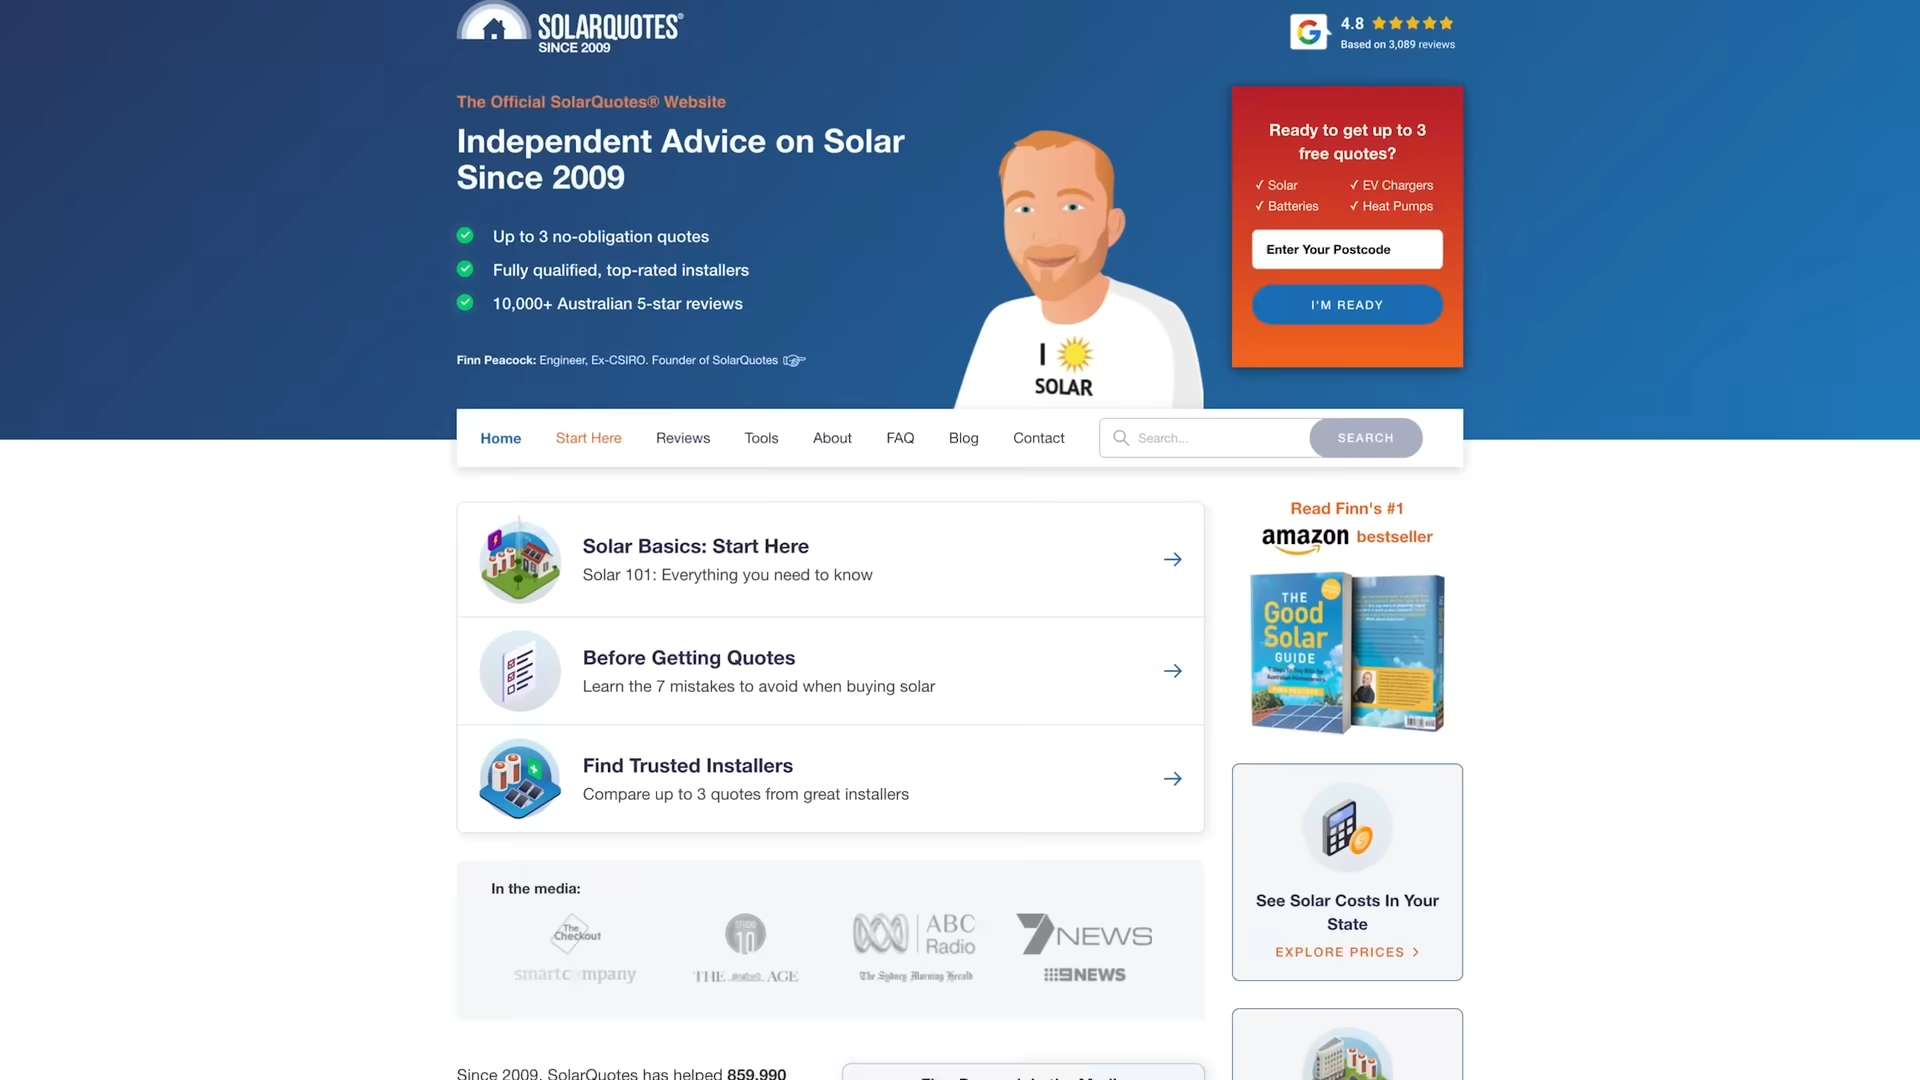 SOLARQUOTES®
SINCE 2009
4.8
Based on 3,089 reviews
The Official SolarQuotes® Website
Independent Advice on Solar
Since 2009
Up to 3 no-obligation quotes
Fully qualified, top-rated installers
10,000+ Australian 5-star reviews
Finn Peacock: Engineer, Ex-CSIRO. Founder of SolarQuotes
I
SOLAR
Ready to get up to 3
free quotes?
✓ Solar
✓ EV Chargers
✓ Batteries
✓ Heat Pumps
Enter Your Postcode
I'M READY
Home
Start Here
Reviews
Tools
About
FAQ
Blog
Contact
Search...
SEARCH
Solar Basics: Start Here
Solar 101: Everything you need to know
Before Getting Quotes
Learn the 7 mistakes to avoid when buying solar
Find Trusted Installers
Compare up to 3 quotes from great installers
Read Finn's #1
amazon bestseller
THE
Good
Solar
GUIDE
See Solar Costs In Your
State
EXPLORE PRICES >
In the media:
The Checkout
STUDIO 10
ABC Radio
7NEWS
smartcompany
THE AGE
The Sydney Morning Herald
9NEWS
Since 2009, SolarQuotes has helped 859,990